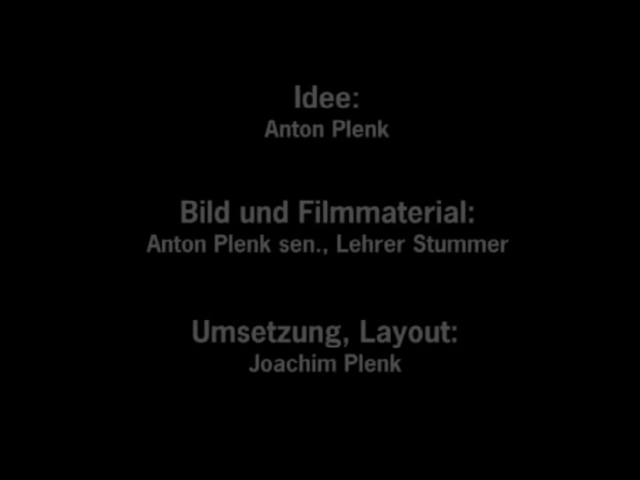 Idee:
Anton Plenk
Bild und Filmmaterial:
Anton Plenk sen., Lehrer Stummer
Umsetzung, Layout:
Joachim Plenk